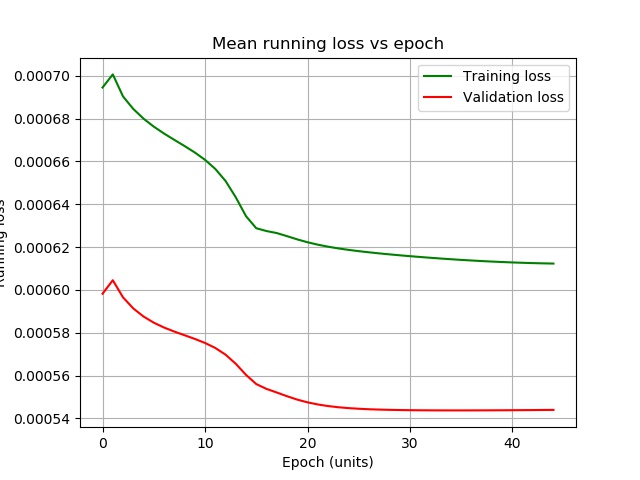 Mean running loss vs epoch
0.00070
0.00068
0.00066
0.00064
0.00062
0.00060
0.00058
0.00056
0.00054
Training loss
Validation loss
Running loss
0 10 20 30 40
Epoch (units)